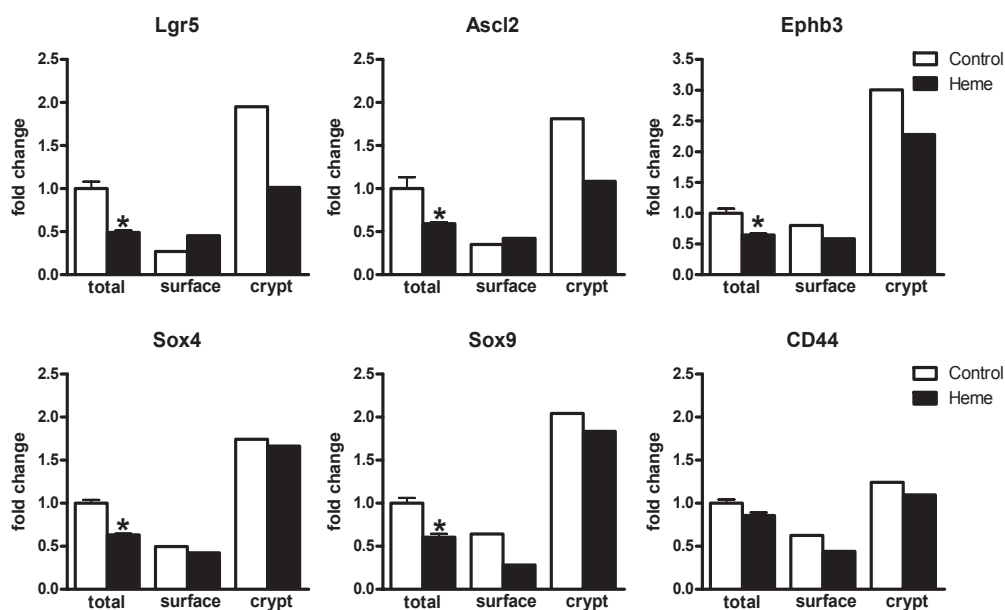 Lgr5
Ascl2
Ephb3
fold change
2.5
2.0
1.5
1.0
0.5
0.0
*
total surface crypt
fold change
2.5
2.0
1.5
1.0
0.5
0.0
*
total surface crypt
fold change
3.5
3.0
2.5
2.0
1.5
1.0
0.5
0.0
*
total surface crypt
Control
Heme
Sox4
Sox9
CD44
fold change
2.5
2.0
1.5
1.0
0.5
0.0
*
total surface crypt
fold change
2.5
2.0
1.5
1.0
0.5
0.0
*
total surface crypt
fold change
2.5
2.0
1.5
1.0
0.5
0.0
total surface crypt
Control
Heme